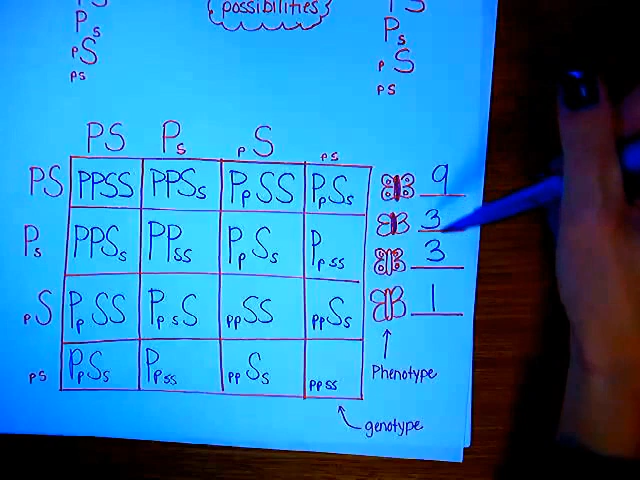 possibilities
PS
Ps
pS
ps
PS
Ps
pS
ps
PS Ps pS ps
PS PPSS PPSs PpSS PpSs 9
Ps PPSs PPss PpSs Ppss 3
3
pS PpSS PpsS ppSS ppSs 1
ps PpSs Ppss ppSs ppss
Phenotype
genotype